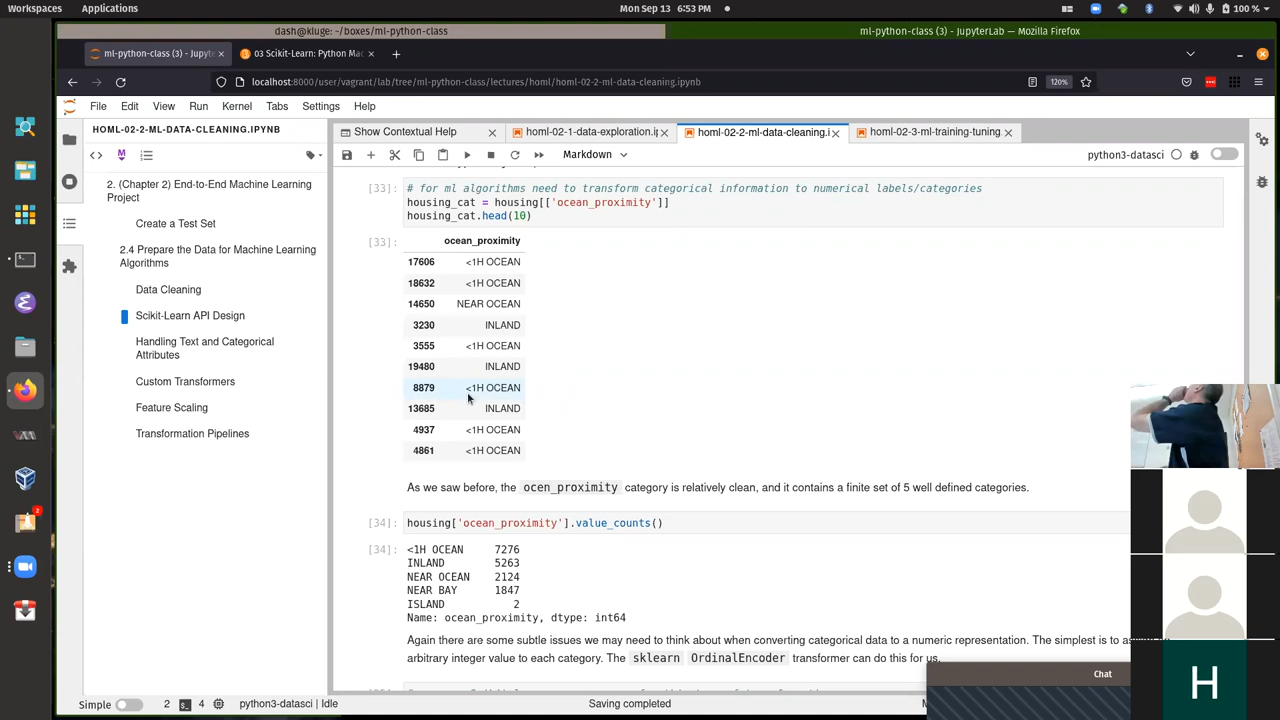 Workspaces Applications Mon Sep 13 6:53 PM 100 %
dash@kluge: ~/boxes/ml-python-class ml-python-class (3) - JupyterLab — Mozilla Firefox
ml-python-class (3) - Jupyte 03 Scikit-Learn: Python Mac
localhost:8000/user/vagrant/lab/tree/ml-python-class/lectures/homl/homl-02-2-ml-data-cleaning.ipynb 120%
File Edit View Run Kernel Tabs Settings Help
HOML-02-2-ML-DATA-CLEANING.IPYNB
Show Contextual Help homl-02-1-data-exploration.i homl-02-2-ml-data-cleaning.i homl-02-3-ml-training-tuning.
Markdown python3-datasci
2. (Chapter 2) End-to-End Machine Learning
Project
Create a Test Set
2.4 Prepare the Data for Machine Learning
Algorithms
Data Cleaning
Scikit-Learn API Design
Handling Text and Categorical
Attributes
Custom Transformers
Feature Scaling
Transformation Pipelines
[33]: # for ml algorithms need to transform categorical information to numerical labels/categories
housing_cat = housing[['ocean_proximity']]
housing_cat.head(10)
[33]: ocean_proximity
17606 <1H OCEAN
18632 <1H OCEAN
14650 NEAR OCEAN
3230 INLAND
3555 <1H OCEAN
19480 INLAND
8879 <1H OCEAN
13685 INLAND
4937 <1H OCEAN
4861 <1H OCEAN
As we saw before, the ocen_proximity category is relatively clean, and it contains a finite set of 5 well defined categories.
[34]: housing['ocean_proximity'].value_counts()
[34]: <1H OCEAN 7276
INLAND 5263
NEAR OCEAN 2124
NEAR BAY 1847
ISLAND 2
Name: ocean_proximity, dtype: int64
Again there are some subtle issues we may need to think about when converting categorical data to a numeric representation. The simplest is to
arbitrary integer value to each category. The sklearn OrdinalEncoder transformer can do this for us.
Simple 2 4 python3-datasci | Idle Saving completed
Chat
H